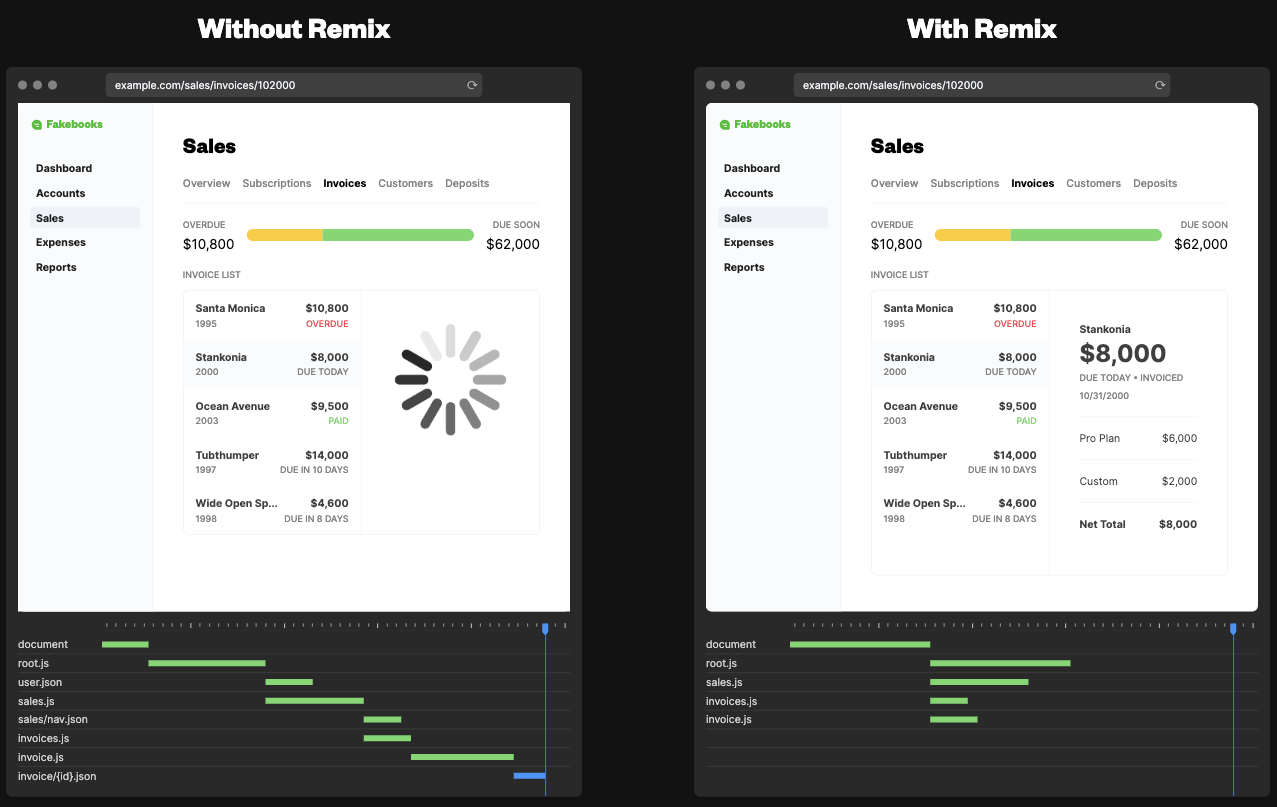 Without Remix
example.com/sales/invoices/102000
Fakebooks
Dashboard
Accounts
Sales
Expenses
Reports
Sales
Overview Subscriptions Invoices Customers Deposits
OVERDUE DUE SOON
$10,800 $62,000
INVOICE LIST
Santa Monica $10,800
1995 OVERDUE
Stankonia $8,000
2000 DUE TODAY
Ocean Avenue $9,500
2003 PAID
Tubthumper $14,000
1997 DUE IN 10 DAYS
Wide Open Sp... $4,600
1998 DUE IN 8 DAYS
document
root.js
user.json
sales.js
sales/nav.json
invoices.js
invoice.js
invoice/{id}.json
With Remix
example.com/sales/invoices/102000
Fakebooks
Dashboard
Accounts
Sales
Expenses
Reports
Sales
Overview Subscriptions Invoices Customers Deposits
OVERDUE DUE SOON
$10,800 $62,000
INVOICE LIST
Santa Monica $10,800
1995 OVERDUE
Stankonia $8,000
2000 DUE TODAY
Ocean Avenue $9,500
2003 PAID
Tubthumper $14,000
1997 DUE IN 10 DAYS
Wide Open Sp... $4,600
1998 DUE IN 8 DAYS
Stankonia
$8,000
DUE TODAY • INVOICED
10/31/2000
Pro Plan $6,000
Custom $2,000
Net Total $8,000
document
root.js
sales.js
invoices.js
invoice.js